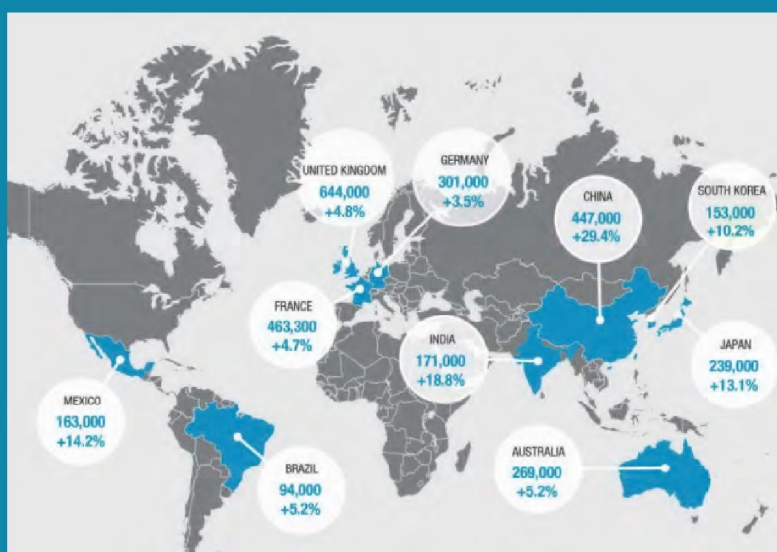 UNITED KINGDOM
644,000
+4.8%
GERMANY
301,000
+3.5%
CHINA
447,000
+29.4%
SOUTH KOREA
153,000
+10.2%
FRANCE
463,300
+4.7%
INDIA
171,000
+18.8%
JAPAN
239,000
+13.1%
MEXICO
163,000
+14.2%
BRAZIL
94,000
+5.2%
AUSTRALIA
269,000
+5.2%